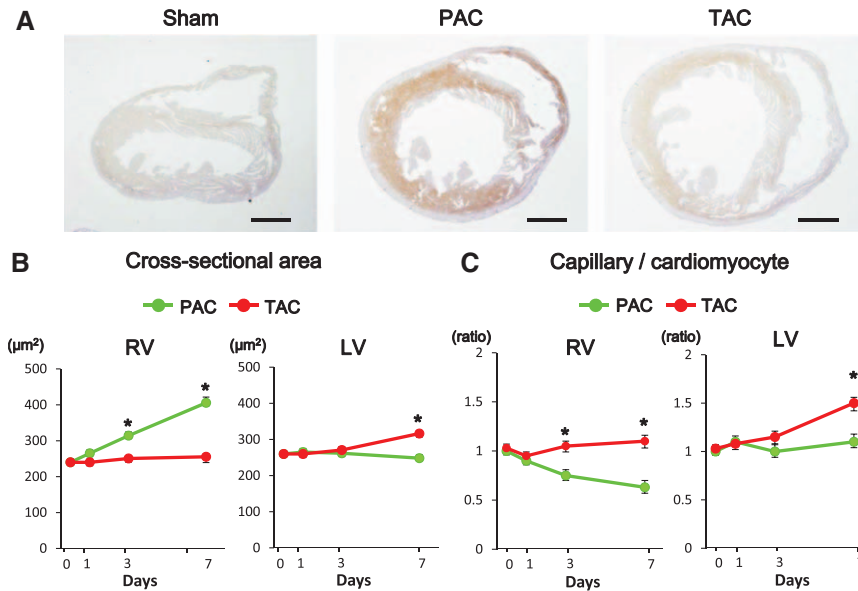 A
Sham
PAC
TAC
B
Cross-sectional area
PAC
TAC
(μm²)
RV
500
400
300
200
100
0
*
*
0
1
3
7
Days
(μm²)
LV
500
400
300
200
100
0
*
0
1
3
7
Days
C
Capillary / cardiomyocyte
PAC
TAC
(ratio)
RV
2
1.5
1
0.5
0
*
*
0
1
3
7
Days
(ratio)
LV
2
1.5
1
0.5
0
*
0
1
3
Days